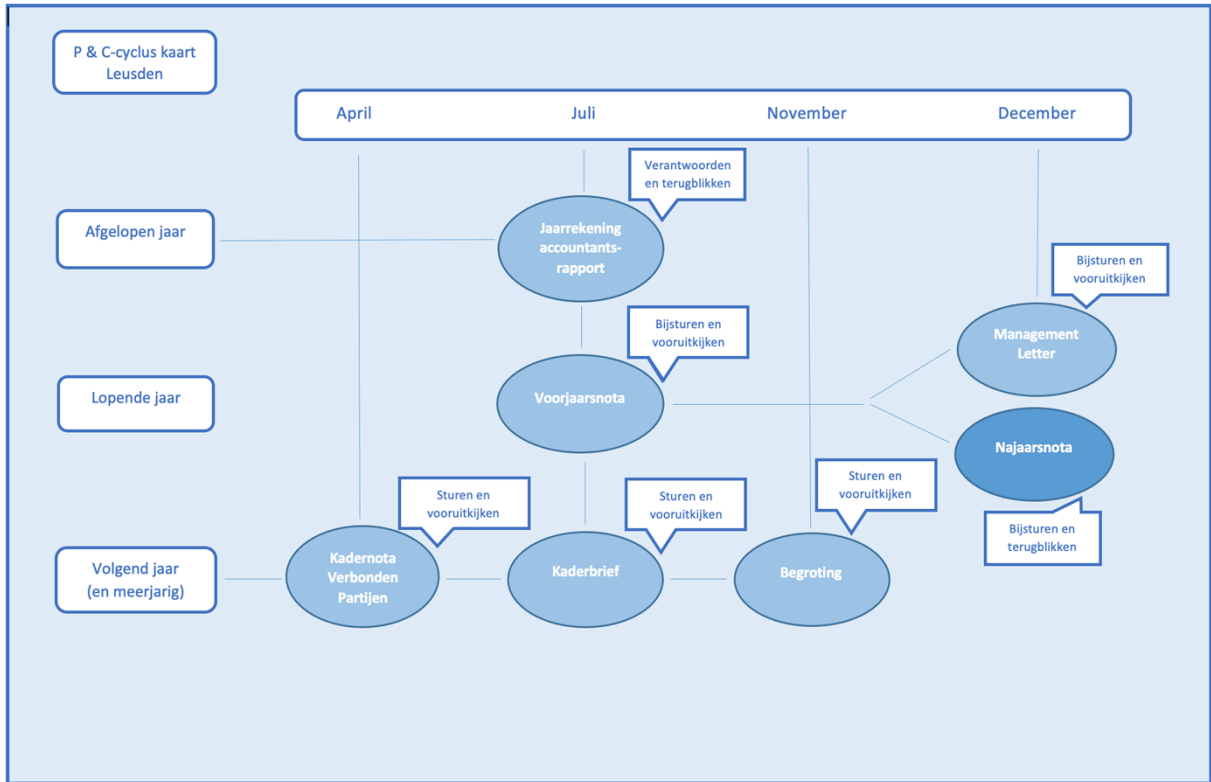 P & C-cyclus kaart
Leusden
April
Juli
November
December
Verantwoorden
en terugblikken
Afgelopen jaar
Jaarrekening
accountants-
rapport
Bijsturen en
vooruitkijken
Bijsturen en
vooruitkijken
Management
Letter
Lopende jaar
Voorjaarsnota
Najaarsnota
Sturen en
vooruitkijken
Sturen en
vooruitkijken
Sturen en
vooruitkijken
Bijsturen en
terugblikken
Volgend jaar
(en meerjarig)
Kadernota
Verbonden
Partijen
Kaderbrief
Begroting